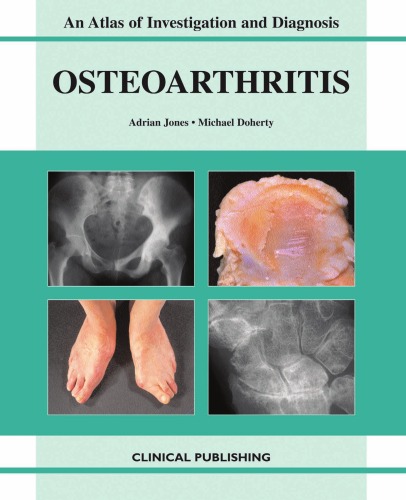 An Atlas of Investigation and Diagnosis
OSTEOARTHRITIS
Adrian Jones • Michael Doherty
CLINICAL PUBLISHING